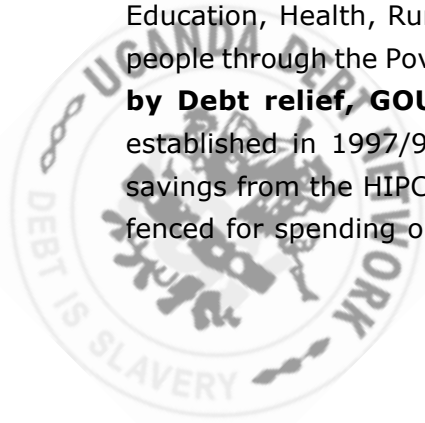 Education, Health, Rur
people through the Pov
by Debt relief, GOU
established in 1997/9
savings from the HIPC
fenced for spending o
UGANDA DEBT NETWORK
DEBT IS SLAVERY